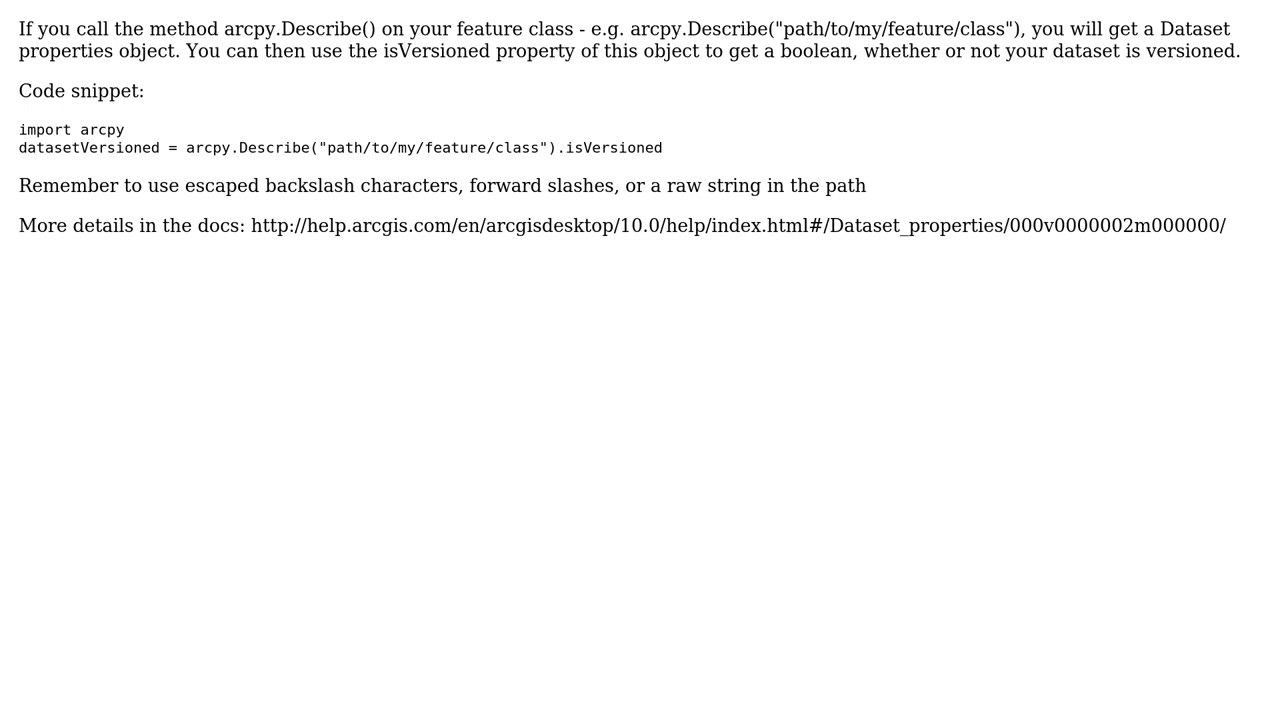 If you call the method arcpy.Describe() on your feature class - e.g. arcpy.Describe("path/to/my/feature/class"), you will get a Dataset
properties object. You can then use the isVersioned property of this object to get a boolean, whether or not your dataset is versioned.
Code snippet:
import arcpy
datasetVersioned = arcpy.Describe("path/to/my/feature/class").isVersioned
Remember to use escaped backslash characters, forward slashes, or a raw string in the path
More details in the docs: http://help.arcgis.com/en/arcgisdesktop/10.0/help/index.html#/Dataset_properties/000v0000002m000000/